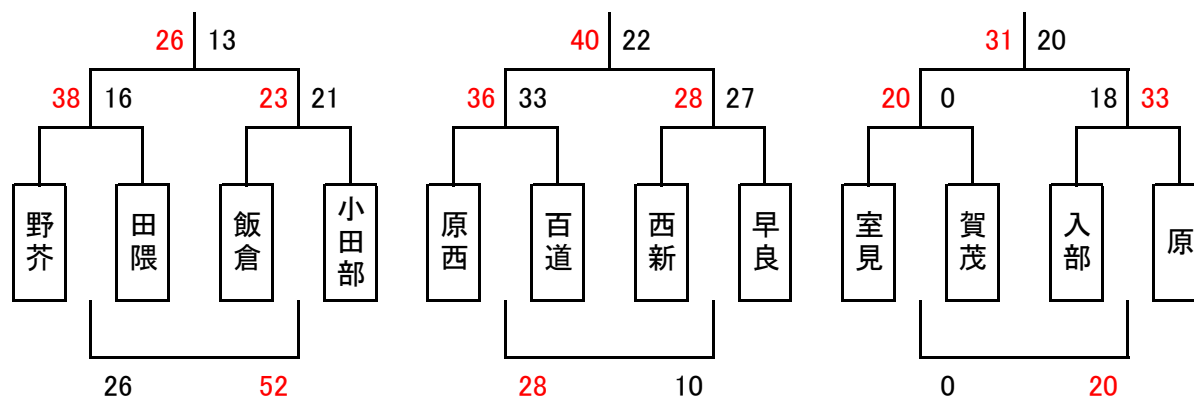 26 13
40 22
31 20
38 16
23 21
36 33
28 27
20 0
18 33
野芥
田隈
飯倉
小田部
原西
百道
西新
早良
室見
賀茂
入部
原
26 52
28 10
0 20